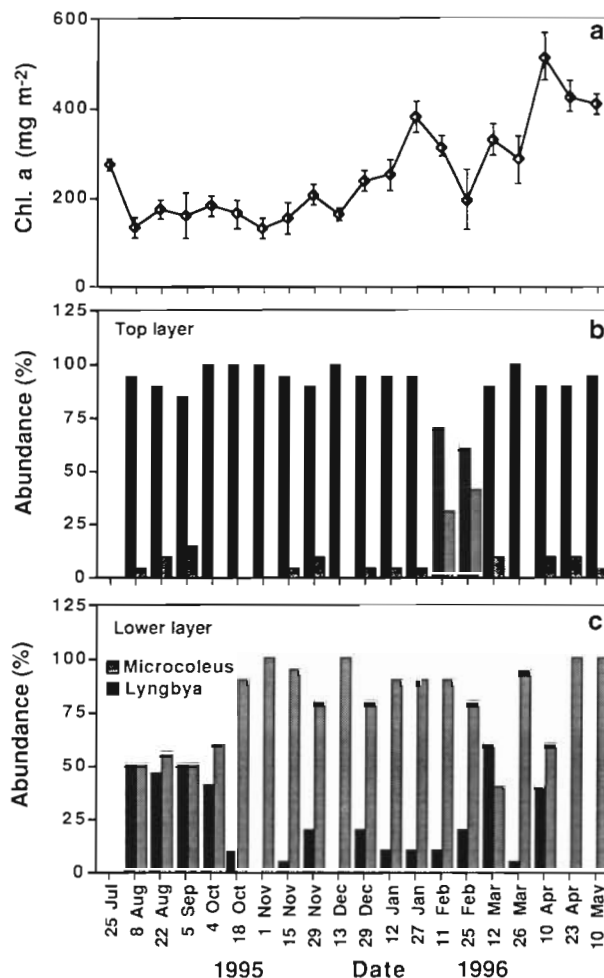 a
Chl. a (mg m-2)
600
400
200
0
b
Top layer
Abundance (%)
125
100
75
50
25
0
c
Lower layer
Microcoleus
Lyngbya
Abundance (%)
125
100
75
50
25
0
25 Jul
8 Aug
22 Aug
5 Sep
4 Oct
18 Oct
1 Nov
15 Nov
29 Nov
13 Dec
29 Dec
12 Jan
27 Jan
11 Feb
25 Feb
12 Mar
26 Mar
10 Apr
23 Apr
10 May
1995 Date 1996